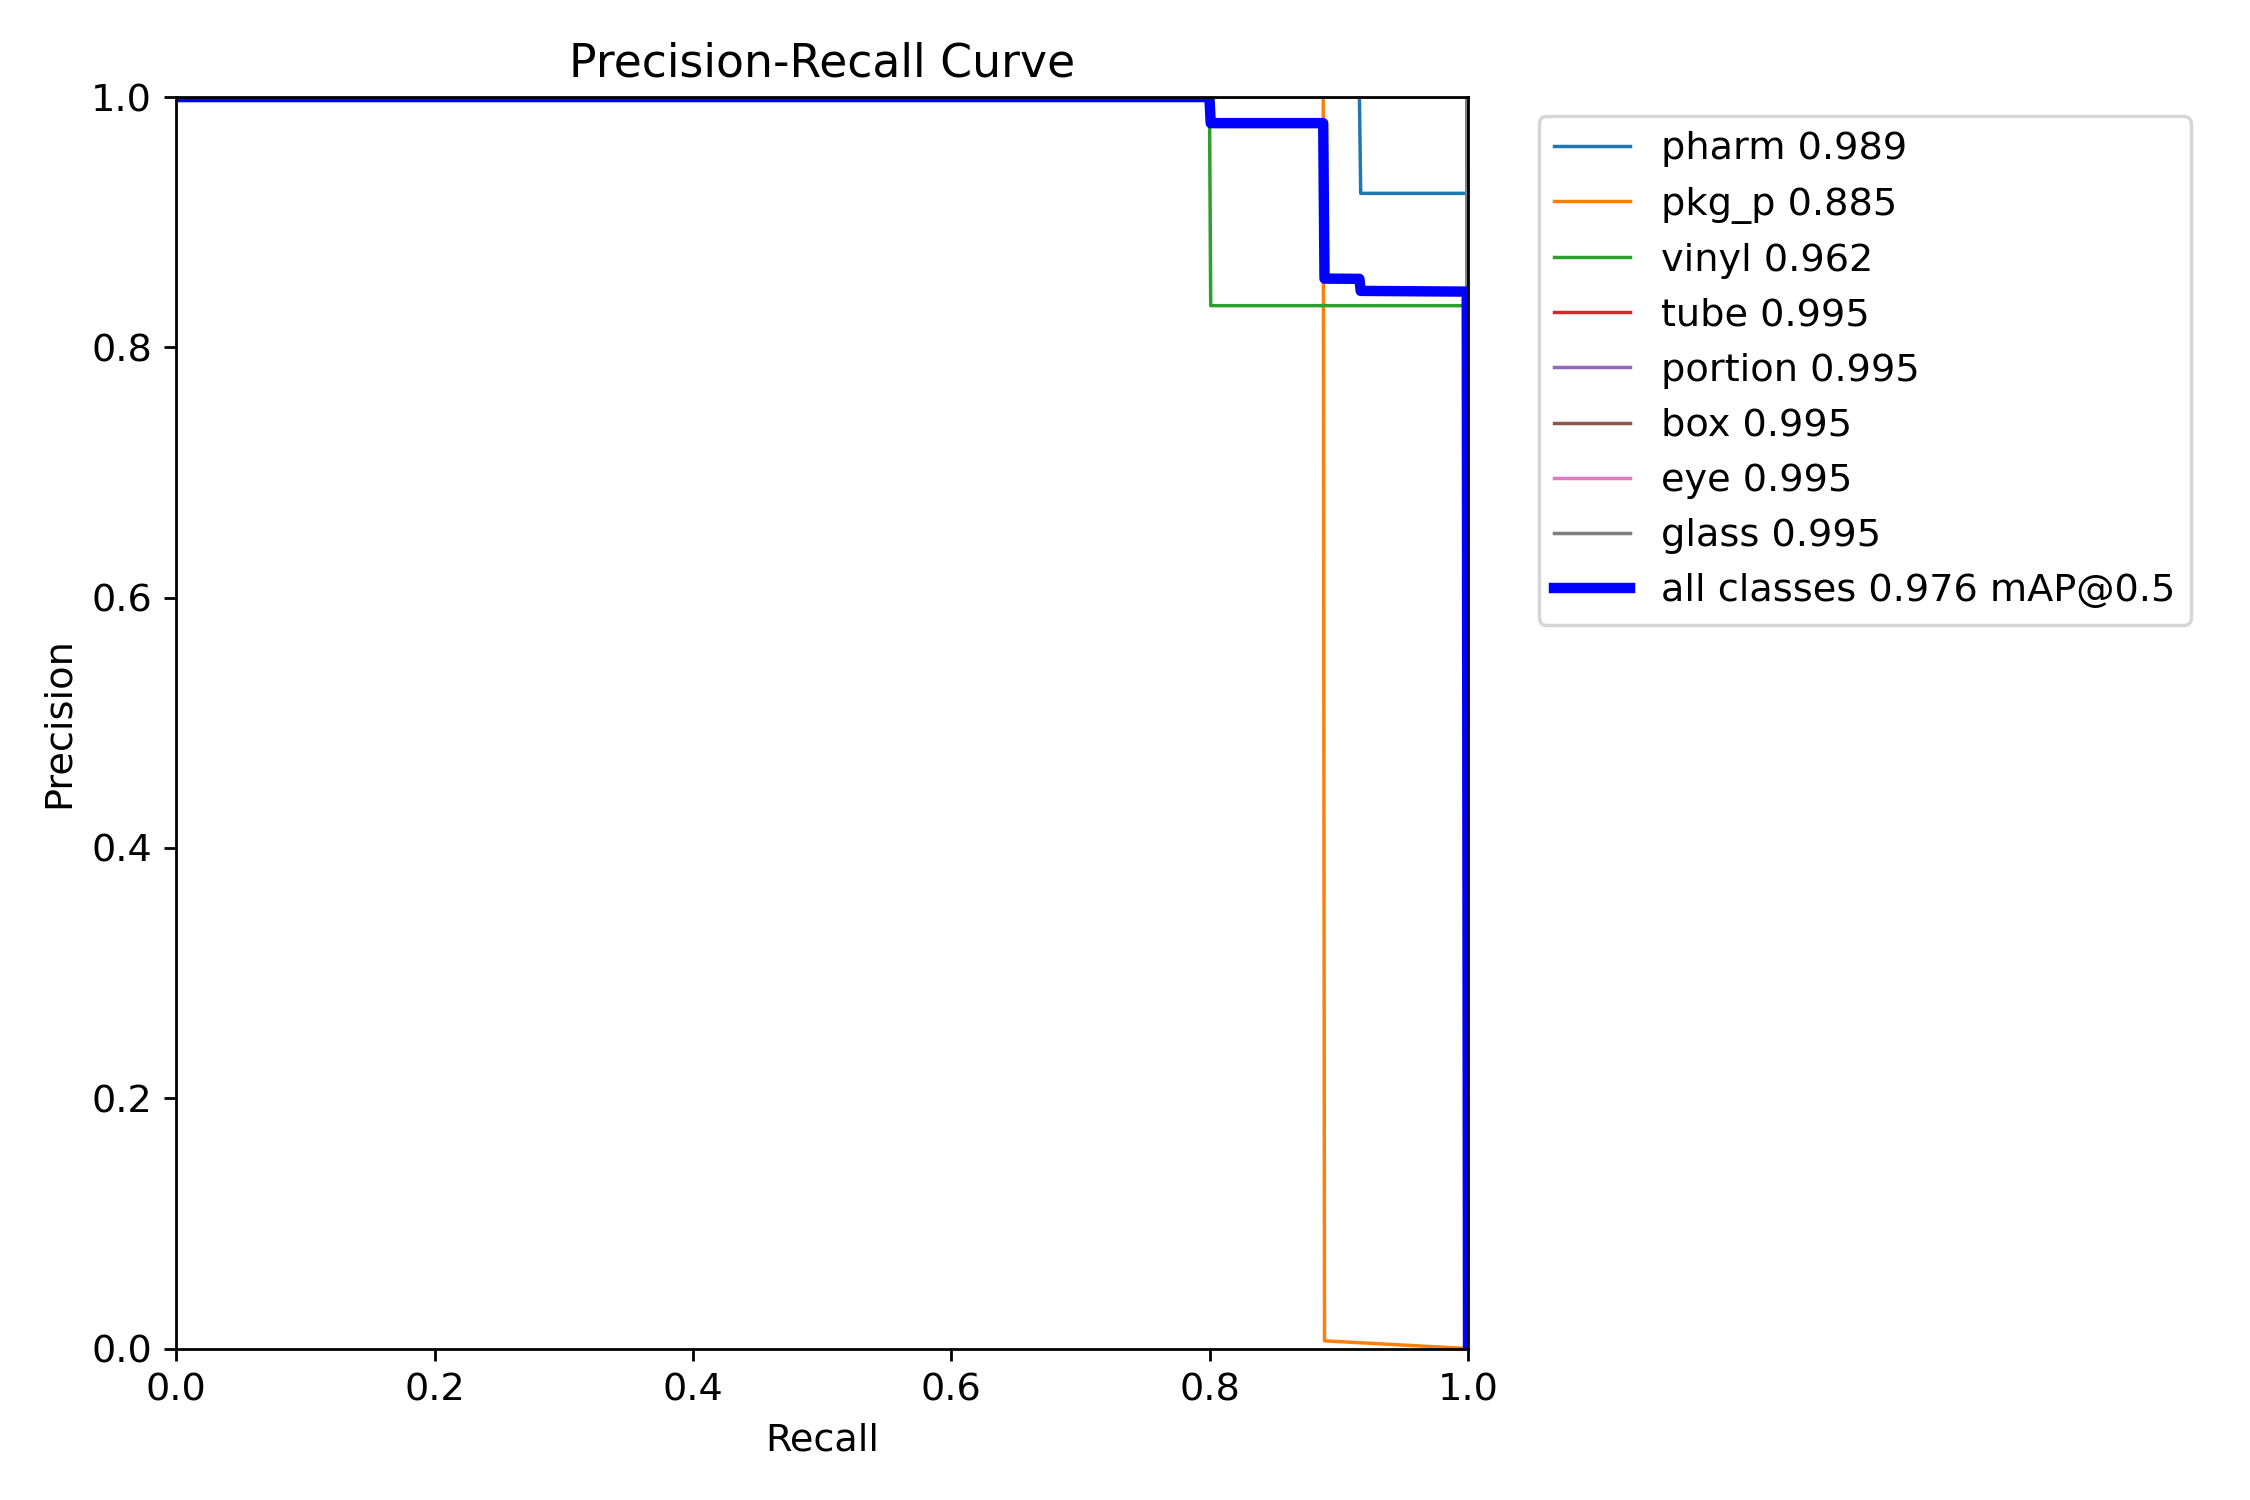 Precision-Recall Curve
1.0
0.8
0.6
0.4
0.2
0.0
Precision
0.0 0.2 0.4 0.6 0.8 1.0
Recall
pharm 0.989
pkg_p 0.885
vinyl 0.962
tube 0.995
portion 0.995
box 0.995
eye 0.995
glass 0.995
all classes 0.976 mAP@0.5